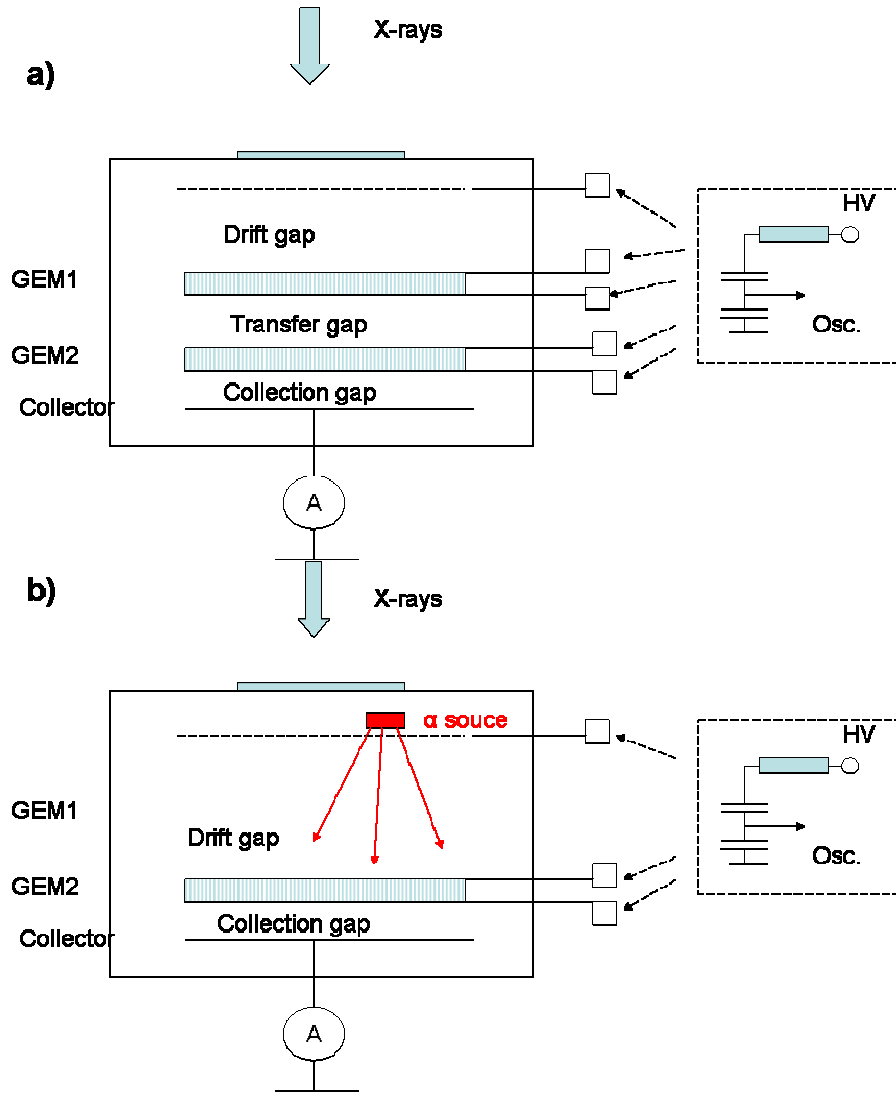 X-rays
a)
HV
Drift gap
GEM1
Transfer gap
Osc.
GEM2
Collection gap
Collector
A
b)
X-rays
α souce
HV
GEM1
Drift gap
Osc.
GEM2
Collection gap
Collector
A